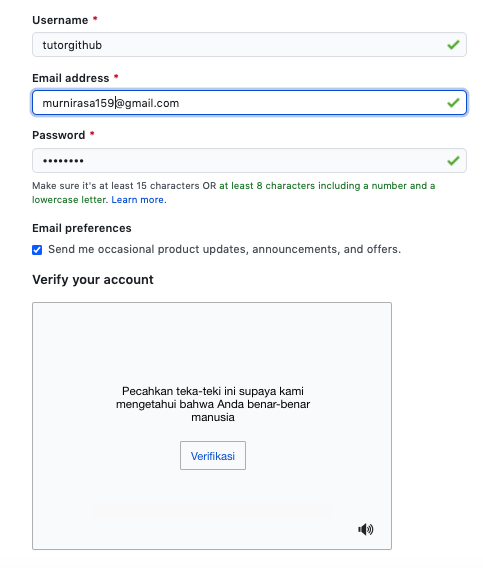 Username *
tutorgithub
Email address *
murnirasa159@gmail.com
Password *
••••••••
Make sure it's at least 15 characters OR at least 8 characters including a number and a
lowercase letter. Learn more.
Email preferences
Send me occasional product updates, announcements, and offers.
Verify your account
Pecahkan teka-teki ini supaya kami
mengetahui bahwa Anda benar-benar
manusia
Verifikasi